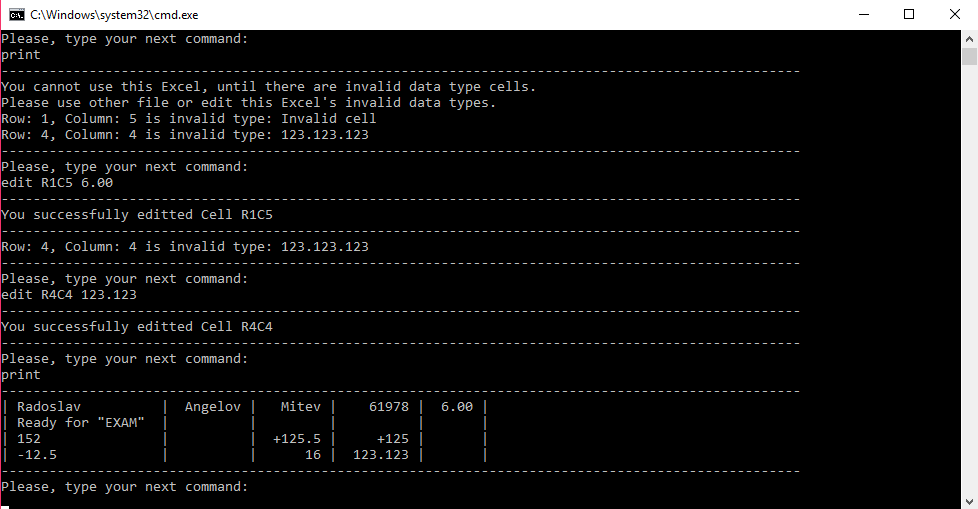 C:\Windows\system32\cmd.exe
Please, type your next command:
print
----------------------------------------------------------------------------------------------------
You cannot use this Excel, until there are invalid data type cells.
Please use other file or edit this Excel's invalid data types.
Row: 1, Column: 5 is invalid type: Invalid cell
Row: 4, Column: 4 is invalid type: 123.123.123
----------------------------------------------------------------------------------------------------
Please, type your next command:
edit R1C5 6.00
----------------------------------------------------------------------------------------------------
You successfully editted Cell R1C5
----------------------------------------------------------------------------------------------------
Row: 4, Column: 4 is invalid type: 123.123.123
----------------------------------------------------------------------------------------------------
Please, type your next command:
edit R4C4 123.123
----------------------------------------------------------------------------------------------------
You successfully editted Cell R4C4
----------------------------------------------------------------------------------------------------
Please, type your next command:
print
----------------------------------------------------------------------------------------------------
| Radoslav          |  Angelov |   Mitev |    61978 |  6.00 |
| Ready for "EXAM"  |          |         |          |       |
| 152               |          |  +125.5 |     +125 |       |
| -12.5             |          |      16 |  123.123 |       |
----------------------------------------------------------------------------------------------------
Please, type your next command: